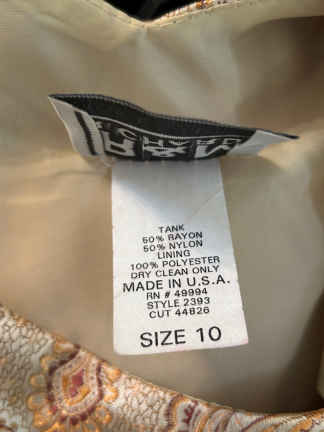 TANK
50% RAYON
50% NYLON
LINING
100% POLYESTER
DRY CLEAN ONLY
MADE IN U.S.A.
RN # 49994
STYLE 2393
CUT 44826
SIZE 10